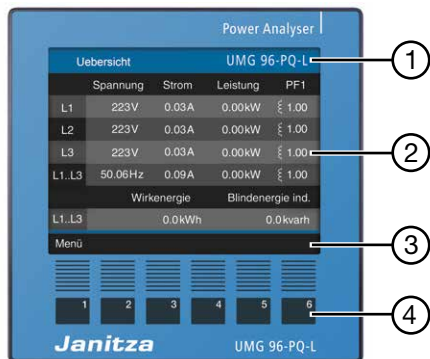 Power Analyser
Uebersicht UMG 96-PQ-L
1
Spannung Strom Leistung PF1
L1 223V 0.03A 0.00kW 1.00
L2 223V 0.03A 0.00kW 1.00
L3 223V 0.03A 0.00kW 1.00
2
L1..L3 50.06Hz 0.09A 0.00kW 1.00
Wirkenergie Blindenergie ind.
L1..L3 0.0kWh 0.0kvarh
Menü
3
1 2 3 4 5 6
4
Janitza UMG 96-PQ-L